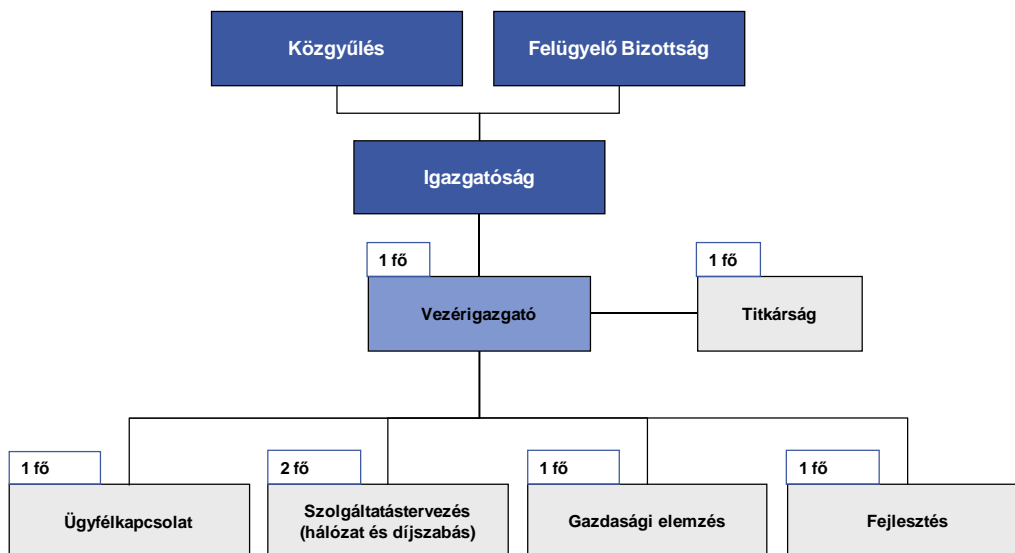 Közgyűlés
Felügyelő Bizottság
Igazgatóság
1 fő
Vezérigazgató
1 fő
Titkárság
1 fő
Ügyfélkapcsolat
2 fő
Szolgáltatástervezés
(hálózat és díjszabás)
1 fő
Gazdasági elemzés
1 fő
Fejlesztés